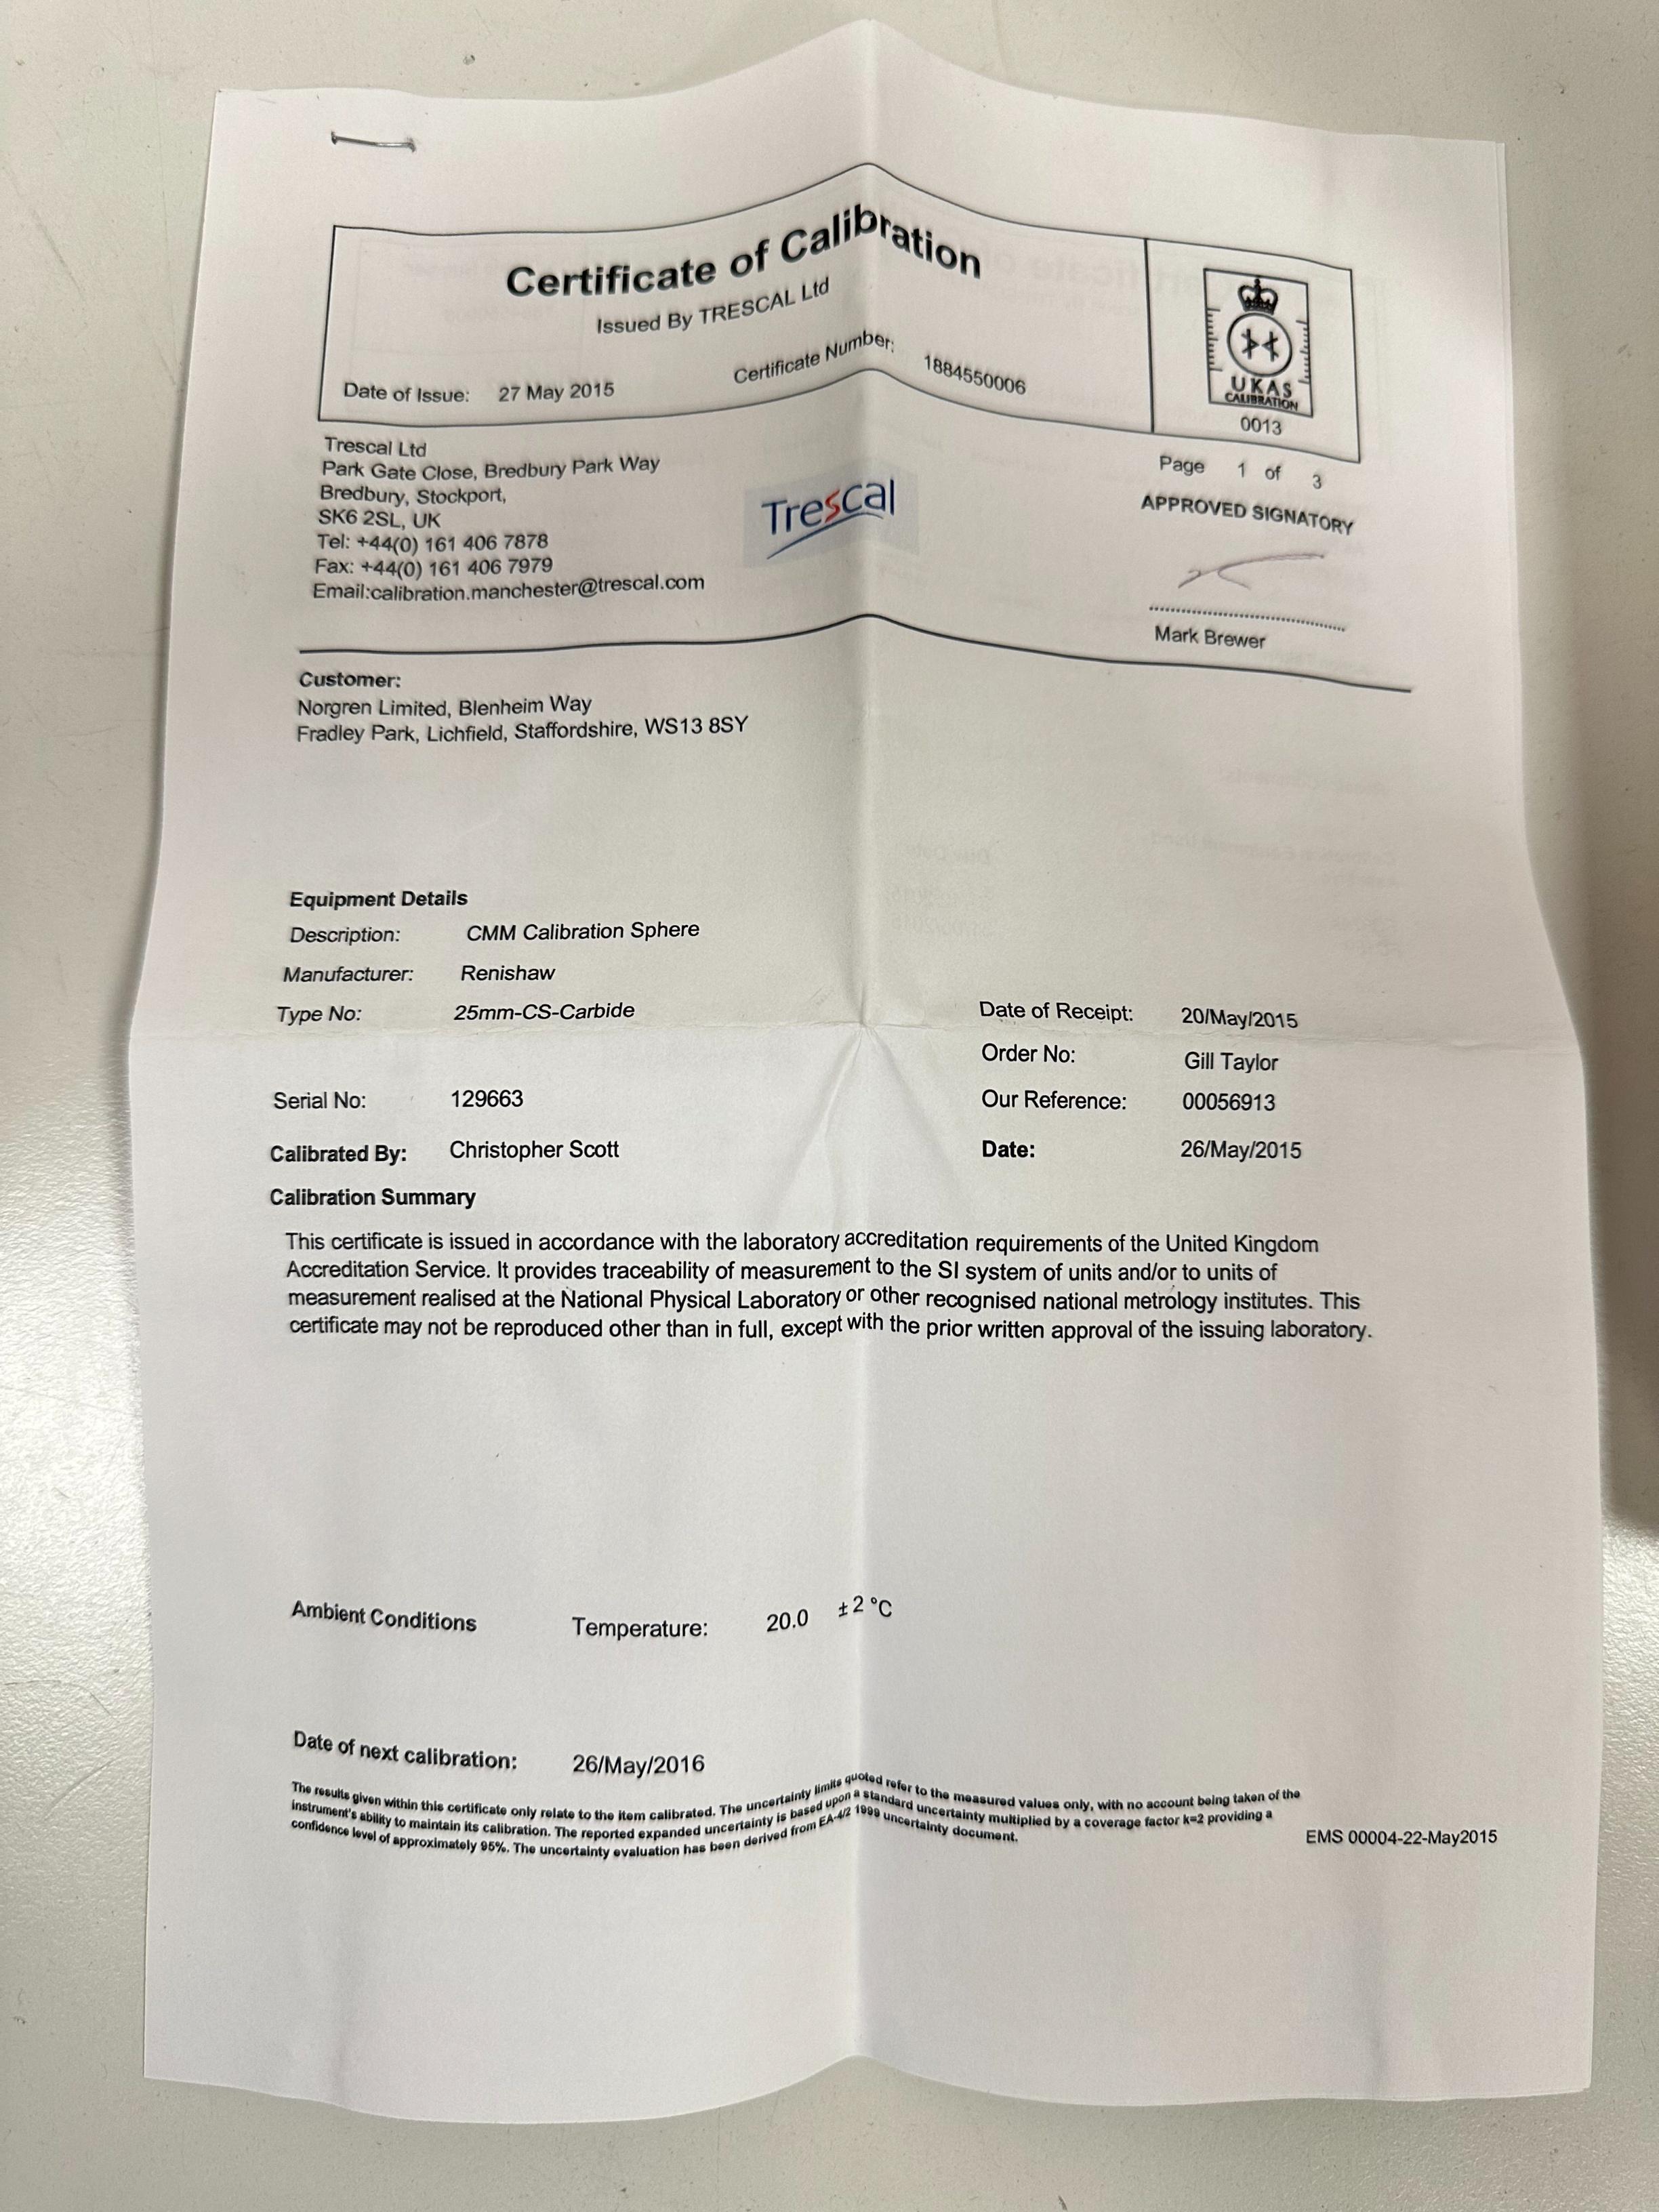 Certificate of Calibration
Issued By TRESCAL Ltd
Date of Issue: 27 May 2015 Certificate Number: 1884550006
UKAS
CALIBRATION
0013
Trescal Ltd
Park Gate Close, Bredbury Park Way
Bredbury, Stockport,
SK6 2SL, UK
Tel: +44(0) 161 406 7878
Fax: +44(0) 161 406 7979
Email:calibration.manchester@trescal.com
Trescal
Page 1 of 3
APPROVED SIGNATORY
Mark Brewer
Customer:
Norgren Limited, Blenheim Way
Fradley Park, Lichfield, Staffordshire, WS13 8SY
Equipment Details
Description: CMM Calibration Sphere
Manufacturer: Renishaw
Type No: 25mm-CS-Carbide
Date of Receipt: 20/May/2015
Order No: Gill Taylor
Serial No: 129663
Our Reference: 00056913
Calibrated By: Christopher Scott
Date: 26/May/2015
Calibration Summary
This certificate is issued in accordance with the laboratory accreditation requirements of the United Kingdom
Accreditation Service. It provides traceability of measurement to the SI system of units and/or to units of
measurement realised at the National Physical Laboratory or other recognised national metrology institutes. This
certificate may not be reproduced other than in full, except with the prior written approval of the issuing laboratory.
Ambient Conditions Temperature: 20.0 ±2 °C
Date of next calibration: 26/May/2016
The results given within this certificate only relate to the item calibrated. The uncertainty limits quoted refer to the measured values only, with no account being taken of the
instrument's ability to maintain its calibration. The reported expanded uncertainty is based upon a standard uncertainty multiplied by a coverage factor k=2 providing a
confidence level of approximately 95%. The uncertainty evaluation has been derived from EA-4/2 1999 uncertainty document.
EMS 00004-22-May2015